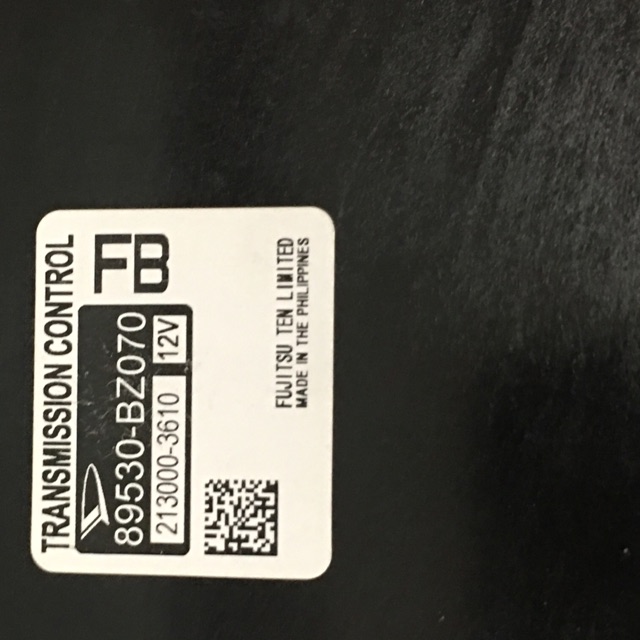 TRANSMISSION CONTROL
89530-BZ070
FB
213000-3610
12V
FUJITSU TEN LIMITED
MADE IN THE PHILIPPINES